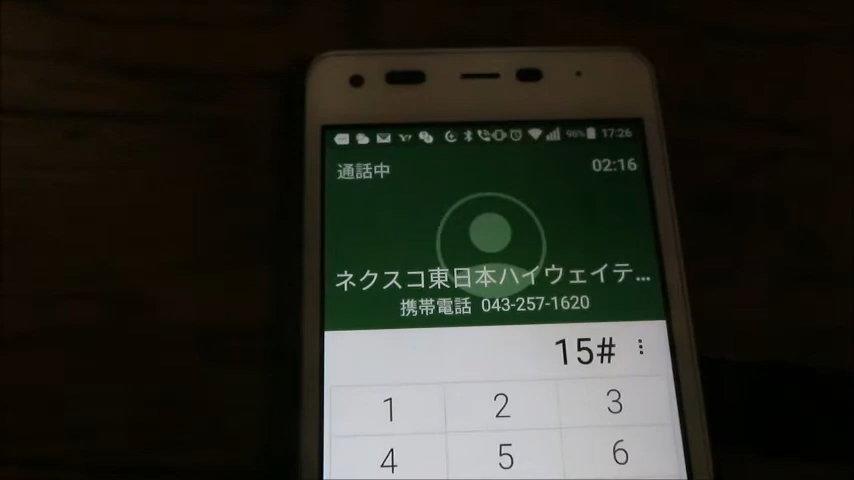 96% 17:26
通話中 02:16
ネクスコ東日本ハイウェイテ...
携帯電話 043-257-1620
15#
1 2 3
4 5 6